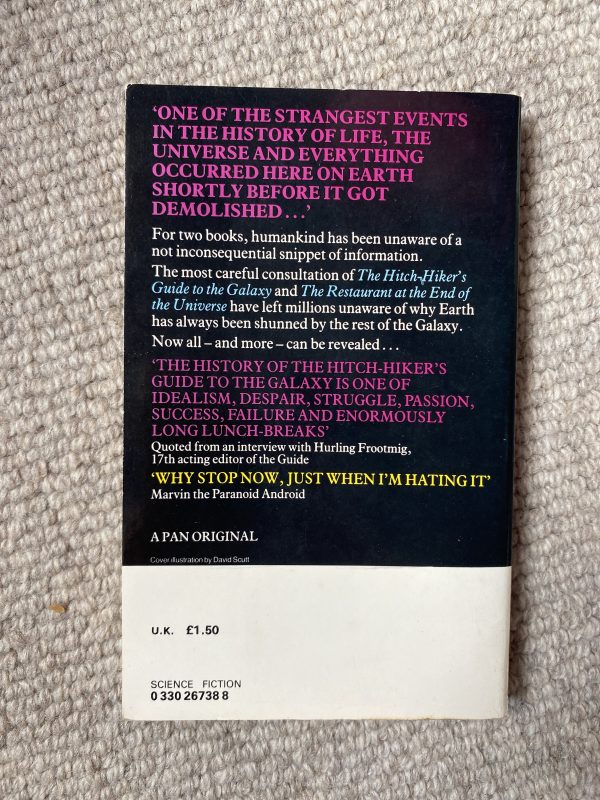 ‘ONE OF THE STRANGEST EVENTS
IN THE HISTORY OF LIFE, THE
UNIVERSE AND EVERYTHING
OCCURRED HERE ON EARTH
SHORTLY BEFORE IT GOT
DEMOLISHED...’
For two books, humankind has been unaware of a
not inconsequential snippet of information.
The most careful consultation of The Hitch-Hiker's
Guide to the Galaxy and The Restaurant at the End of
the Universe have left millions unaware of why Earth
has always been shunned by the rest of the Galaxy.
Now all – and more – can be revealed...
‘THE HISTORY OF THE HITCH-HIKER'S
GUIDE TO THE GALAXY IS ONE OF
IDEALISM, DESPAIR, STRUGGLE, PASSION,
SUCCESS, FAILURE AND ENORMOUSLY
LONG LUNCH-BREAKS’
Quoted from an interview with Hurling Frootmig,
17th acting editor of the Guide
‘WHY STOP NOW, JUST WHEN I'M HATING IT’
Marvin the Paranoid Android
A PAN ORIGINAL
Cover illustration by David Scutt
U.K. £1.50
SCIENCE FICTION
0 330 26738 8